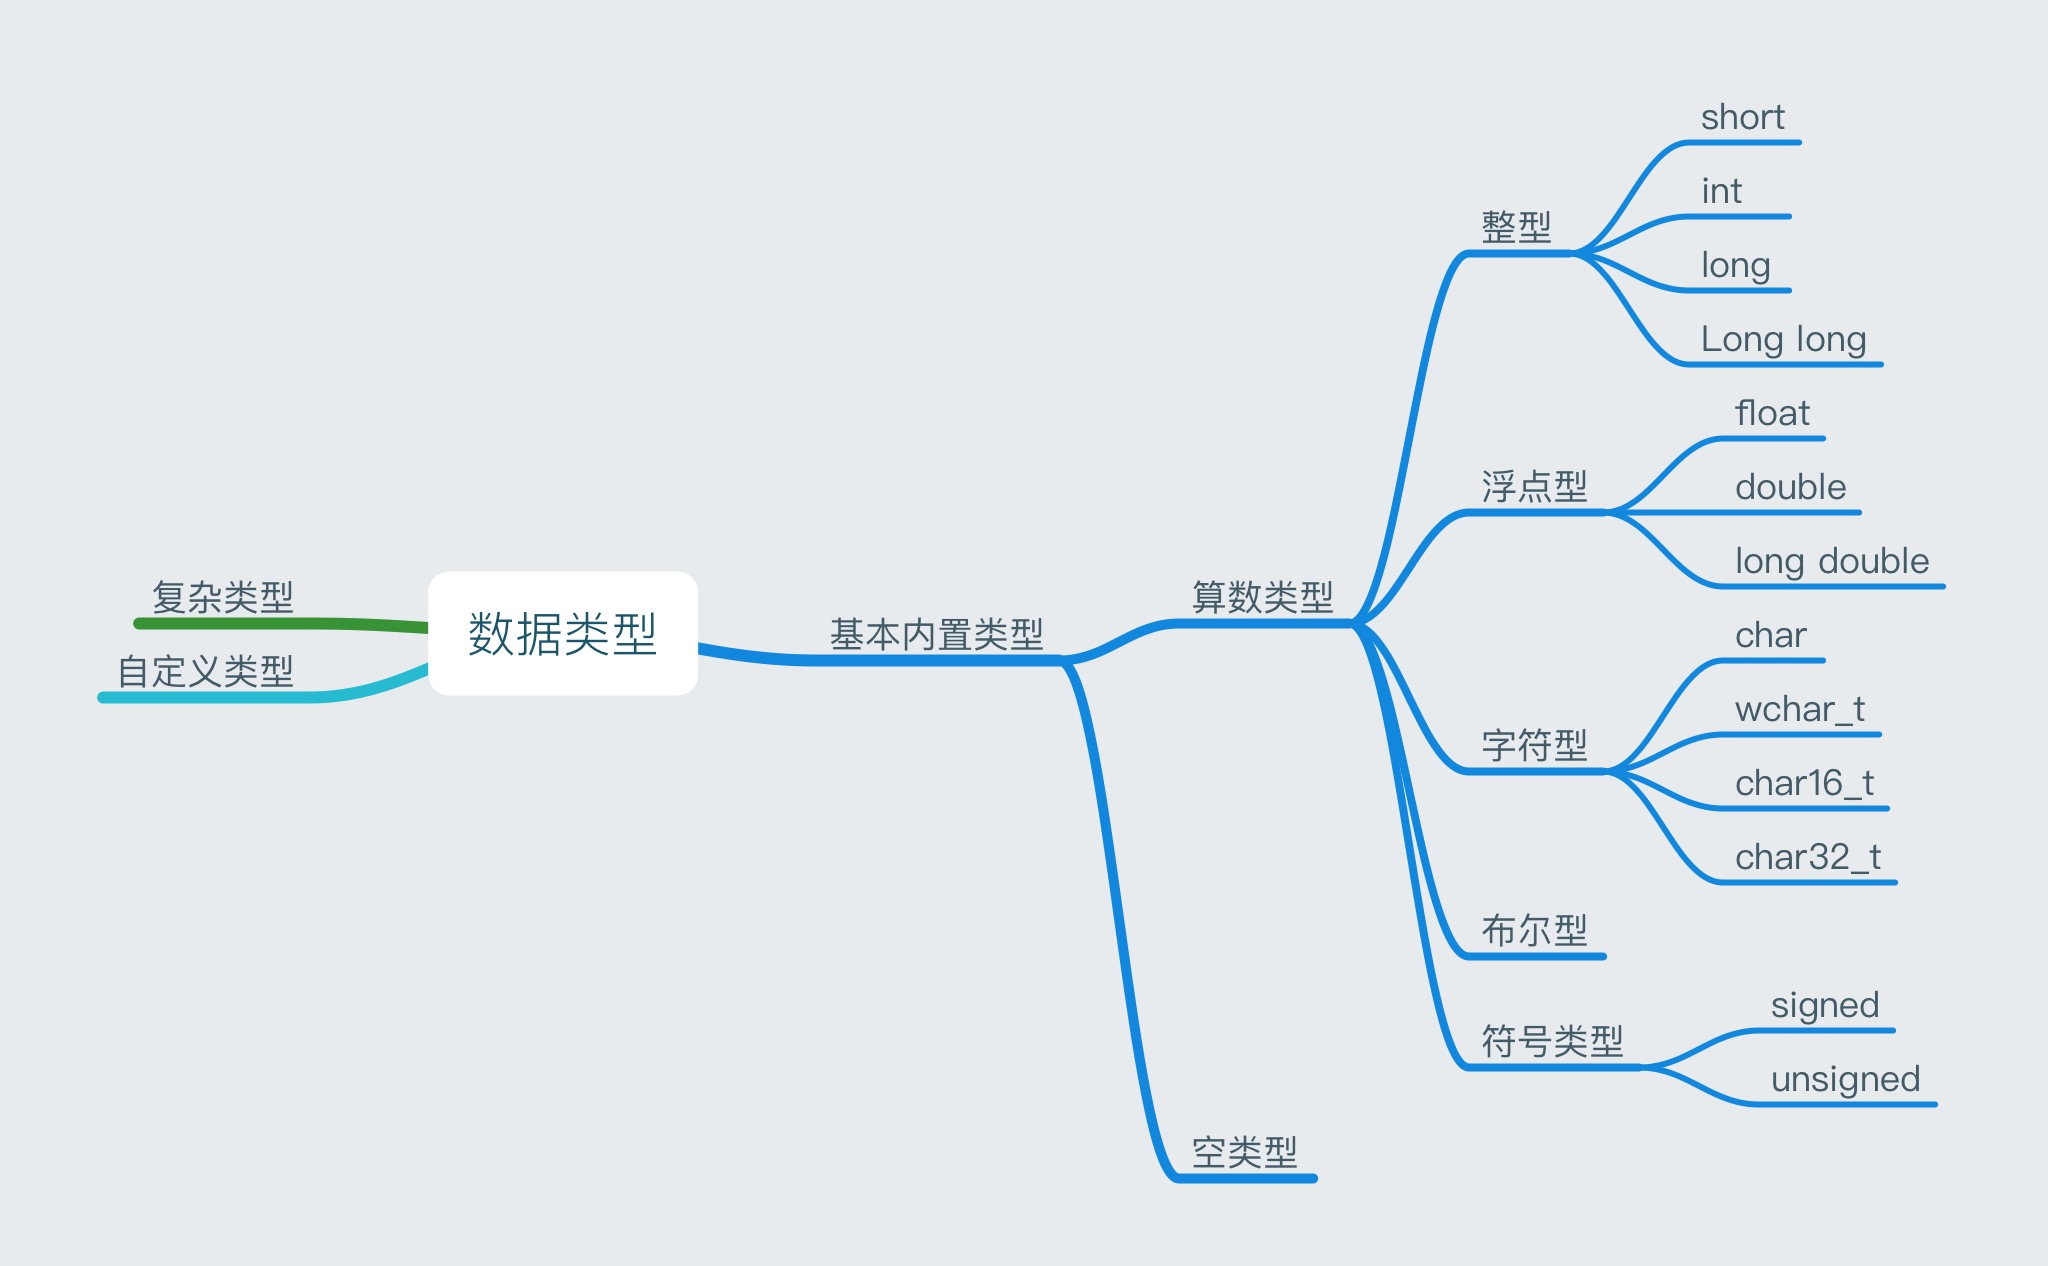 数据类型
复杂类型
自定义类型
基本内置类型
算数类型
整型
short
int
long
Long long
浮点型
float
double
long double
字符型
char
wchar_t
char16_t
char32_t
布尔型
符号类型
signed
unsigned
空类型